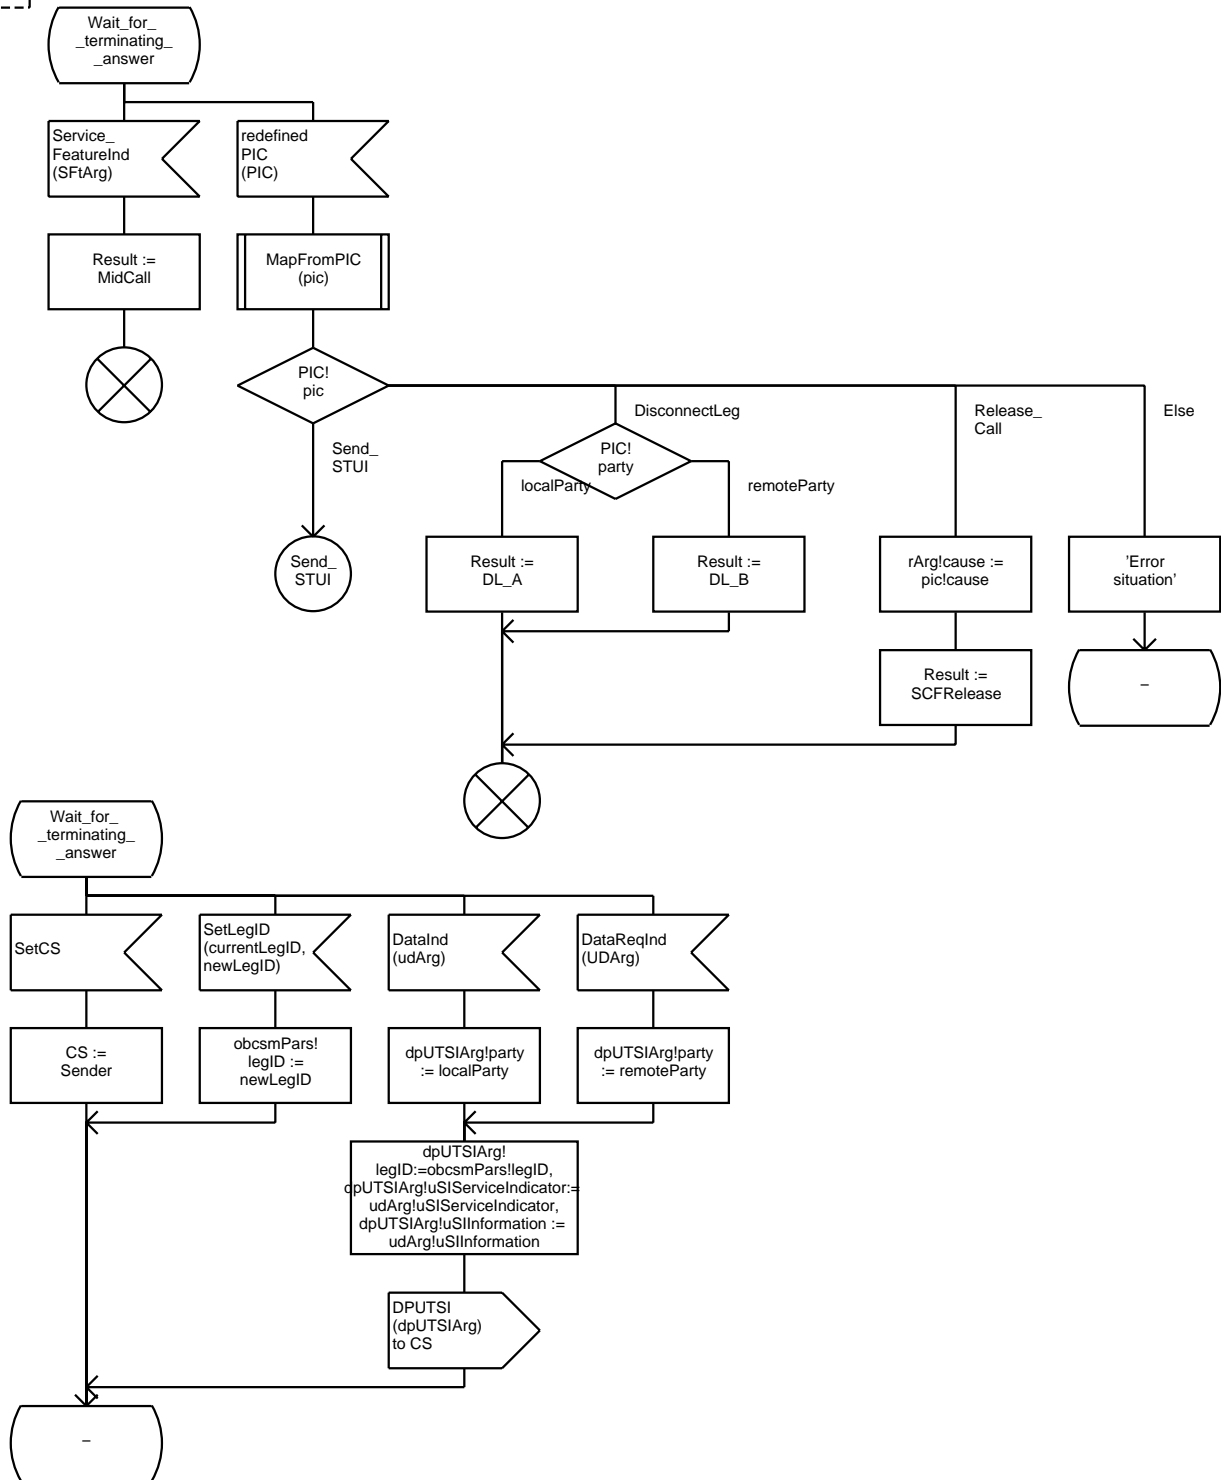 Wait_for_
_terminating_
_answer
Service_
FeatureInd
(SFtArg)
redefined
PIC
(PIC)
Result :=
MidCall
MapFromPIC
(pic)
PIC!
pic
DisconnectLeg
Release_
Call
Else
Send_
STUI
PIC!
party
localParty
remoteParty
Send_
STUI
Result :=
DL_A
Result :=
DL_B
rArg!cause :=
pic!cause
'Error
situation'
Result :=
SCFRelease
–
Wait_for_
_terminating_
_answer
SetCS
SetLegID
(currentLegID,
newLegID)
DataInd
(udArg)
DataReqInd
(UDArg)
CS :=
Sender
obcsmPars!
legID :=
newLegID
dpUTSIArg!party
:= localParty
dpUTSIArg!party
:= remoteParty
dpUTSIArg!
legID:=obcsmPars!legID,
dpUTSIArg!uSIServiceIndicator:=
udArg!uSIServiceIndicator,
dpUTSIArg!uSIInformation :=
udArg!uSIInformation
DPUTSI
(dpUTSIArg)
to CS
–